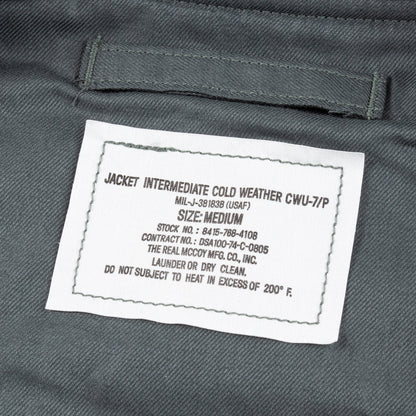 JACKET INTERMEDIATE COLD WEATHER CWU-7/P
MIL-J-38183B (USAF)
SIZE: MEDIUM
STOCK NO. : 8415-768-4108
CONTRACT NO.: DSA100-74-C-0805
THE REAL McCOY MFG. CO., INC.
LAUNDER OR DRY CLEAN.
DO NOT SUBJECT TO HEAT IN EXCESS OF 200° F.